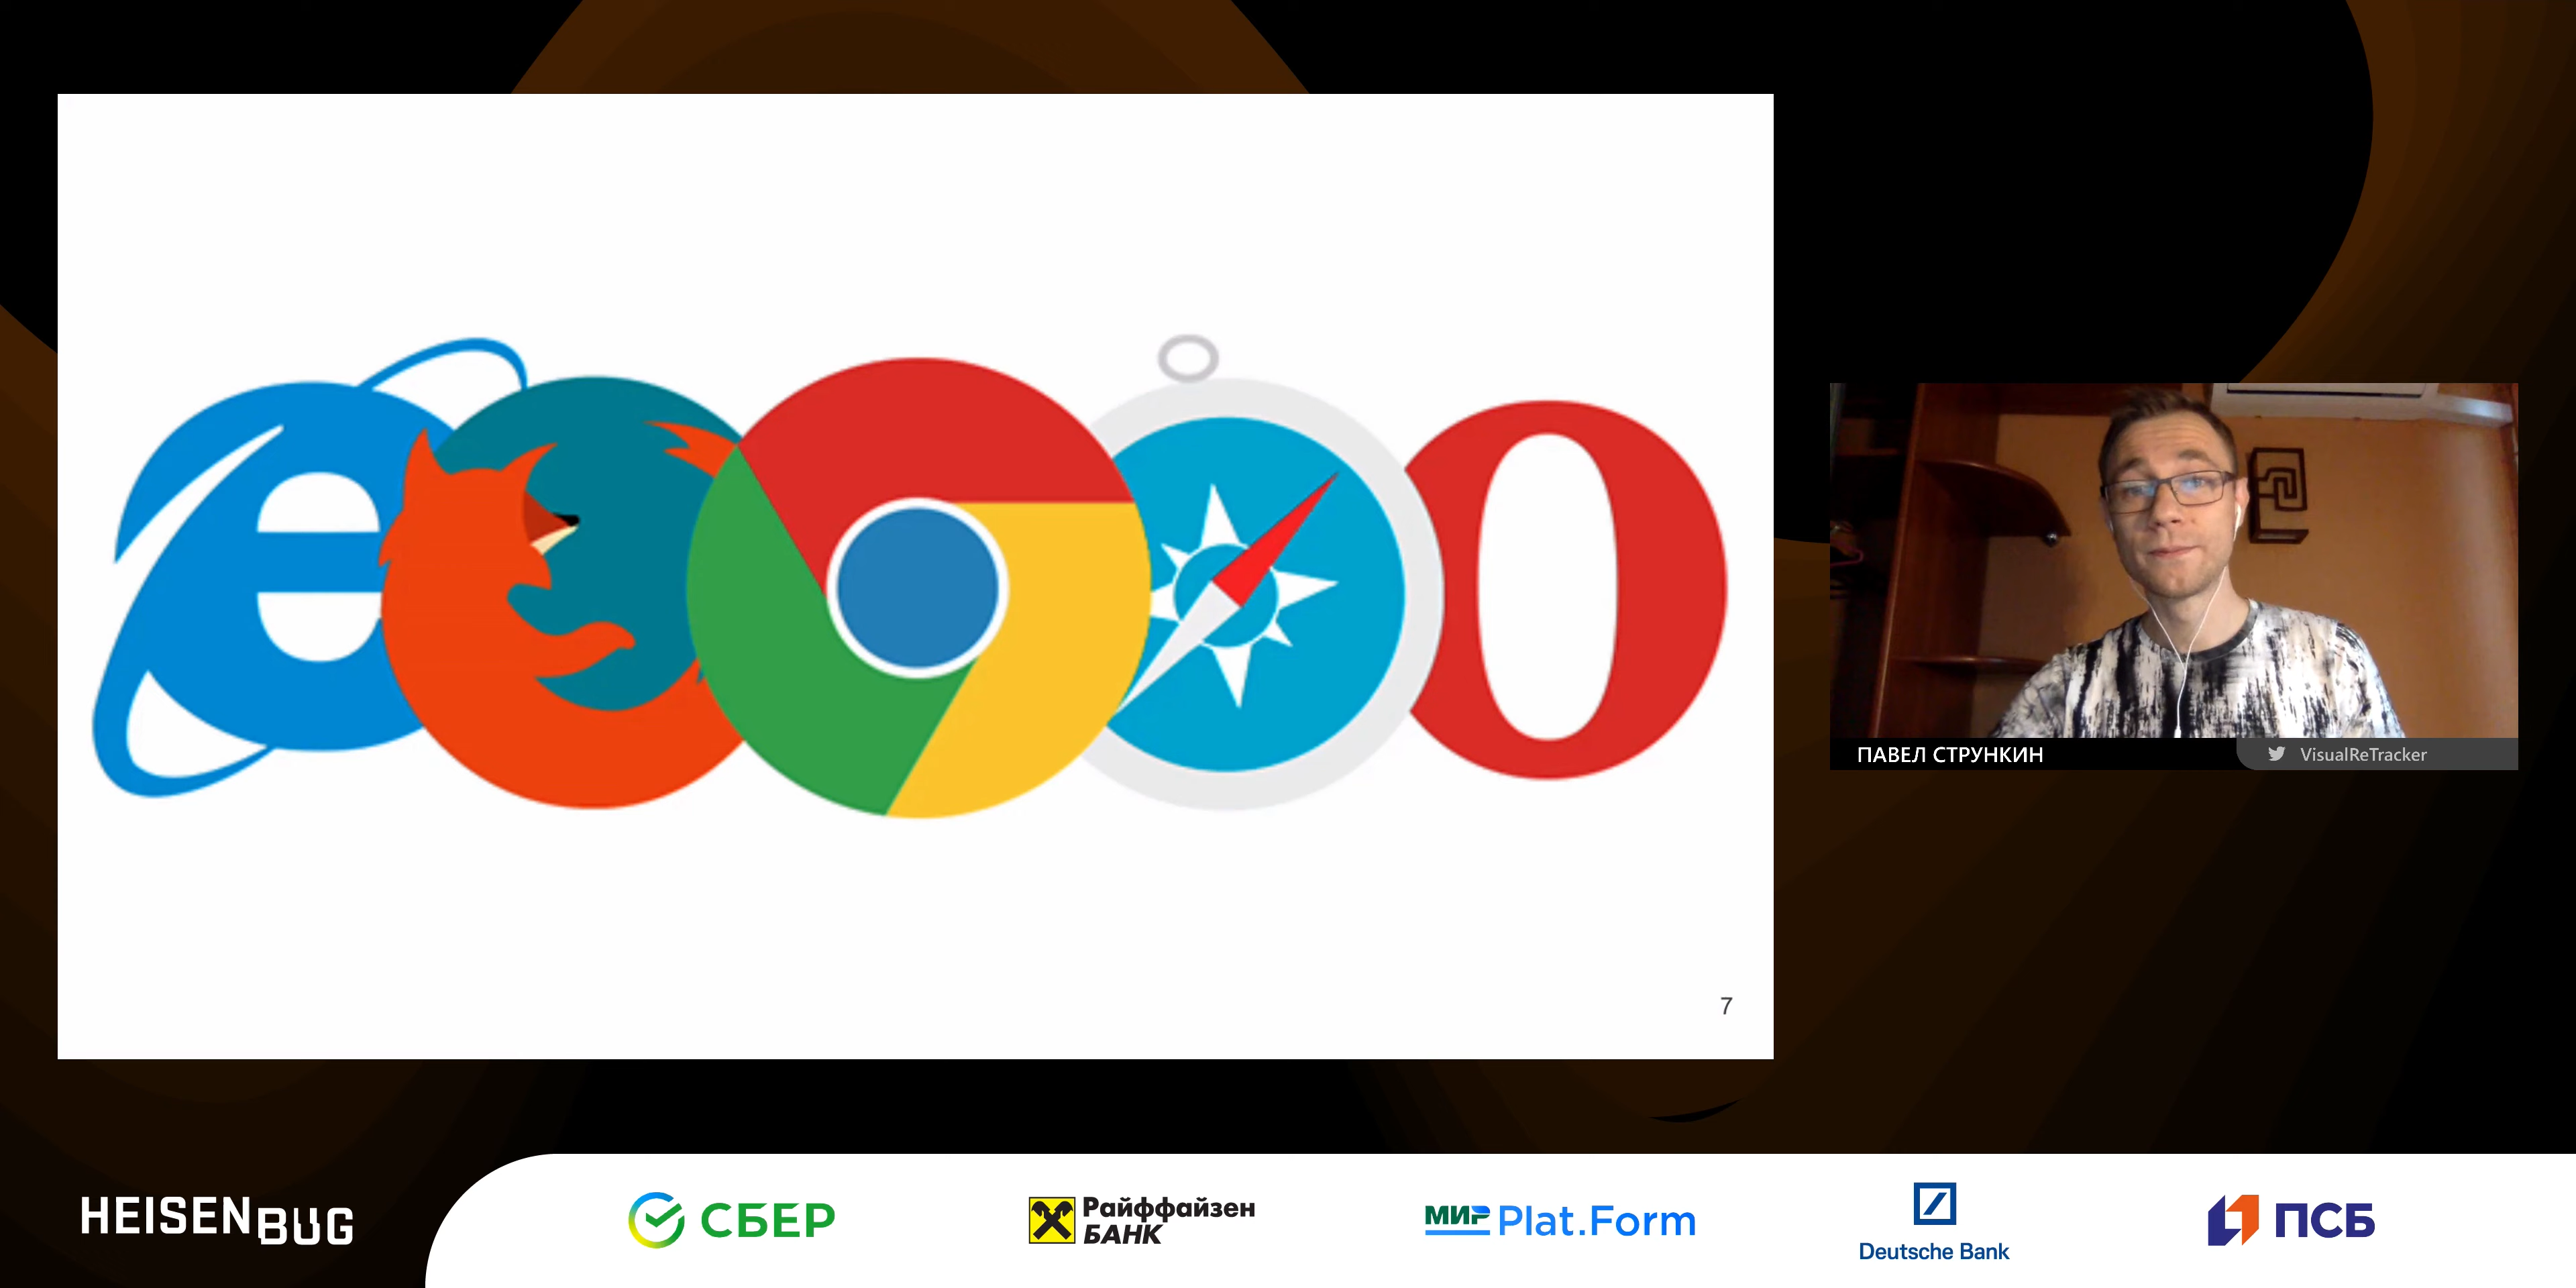 7
ПАВЕЛ СТРУНКИН
VisualReTracker
HEISENBUG
СБЕР
Райффайзен
БАНК
МИР Plat.Form
Deutsche Bank
ПСБ